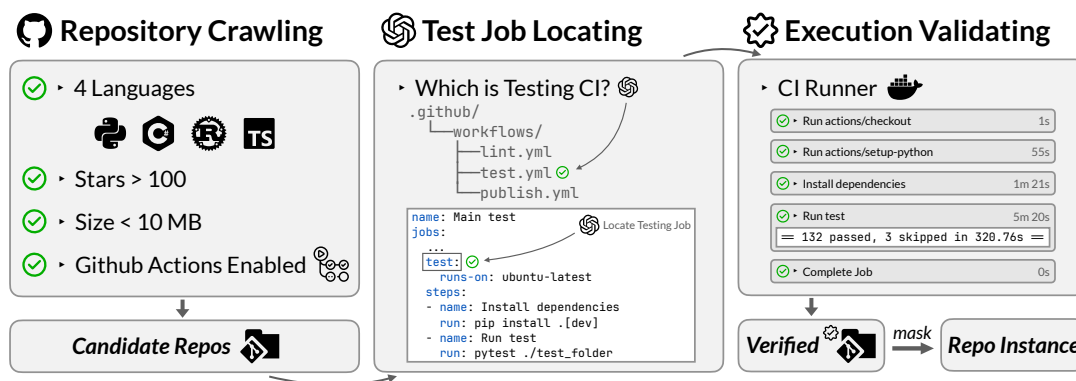 Repository Crawling
4 Languages
TS
Stars > 100
Size < 10 MB
Github Actions Enabled
Candidate Repos
Test Job Locating
Which is Testing CI?
.github/
workflows/
lint.yml
test.yml
publish.yml
name: Main test
jobs:
Locate Testing Job
...
test:
runs-on: ubuntu-latest
steps:
- name: Install dependencies
run: pip install .[dev]
- name: Run test
run: pytest ./test_folder
Execution Validating
CI Runner
Run actions/checkout 1s
Run actions/setup-python 55s
Install dependencies 1m 21s
Run test 5m 20s
== 132 passed, 3 skipped in 320.76s ==
Complete Job 0s
Verified
mask
Repo Instance